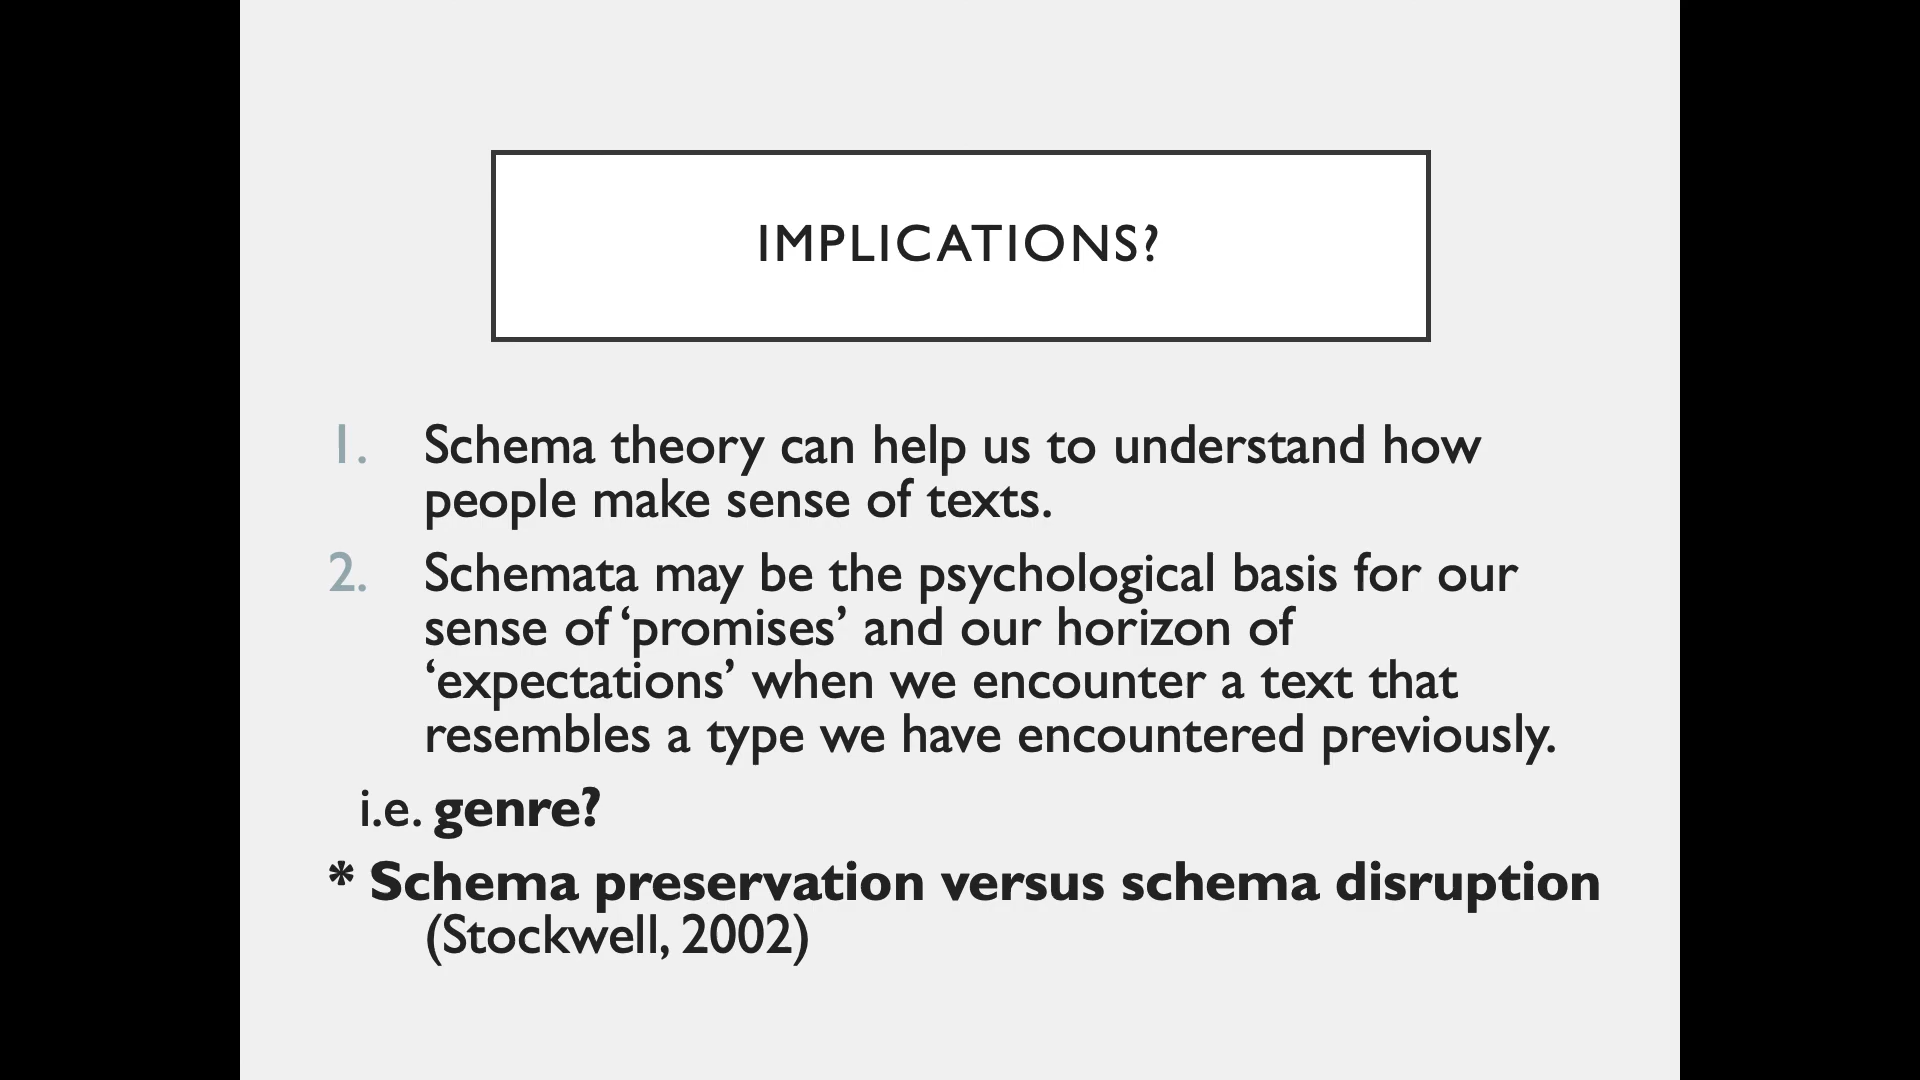 IMPLICATIONS?
1. Schema theory can help us to understand how
people make sense of texts.
2. Schemata may be the psychological basis for our
sense of ‘promises’ and our horizon of
‘expectations’ when we encounter a text that
resembles a type we have encountered previously.
i.e. genre?
* Schema preservation versus schema disruption
(Stockwell, 2002)